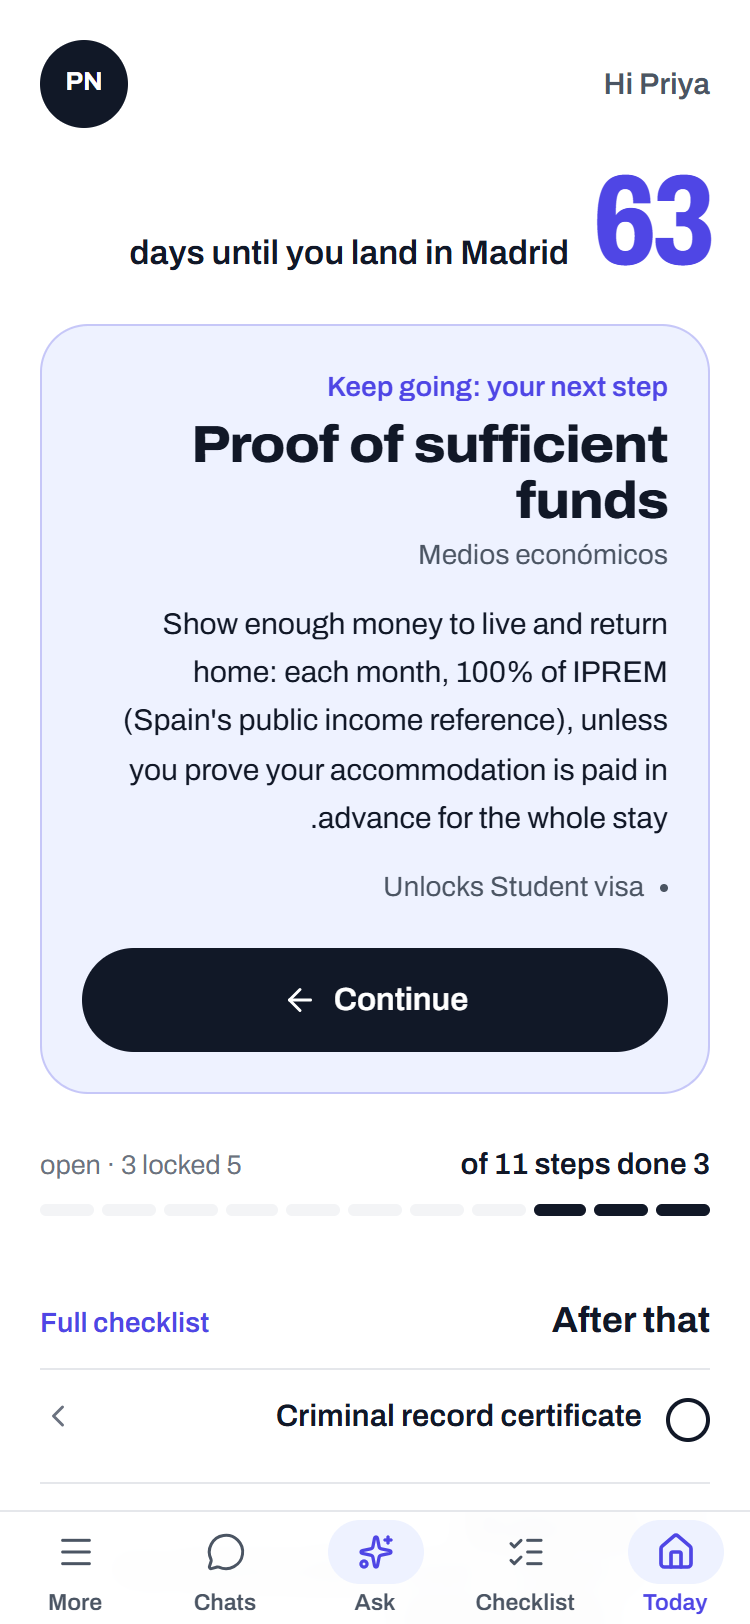 Hi Priya
PN
63 days until you land in Madrid
Keep going: your next step
Proof of sufficient
funds
Medios económicos
Show enough money to live and return
home: each month, 100% of IPREM
(Spain's public income reference), unless
you prove your accommodation is paid in
.advance for the whole stay
• Unlocks Student visa
Continue
of 11 steps done 3
open · 3 locked 5
After that
Full checklist
Criminal record certificate
Today
Checklist
Ask
Chats
More